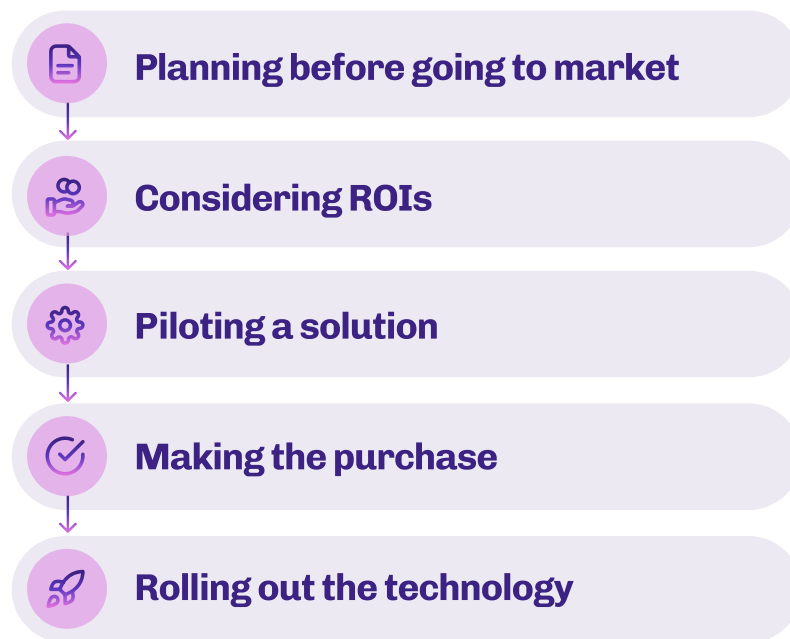 Planning before going to market
Considering ROIs
Piloting a solution
Making the purchase
Rolling out the technology